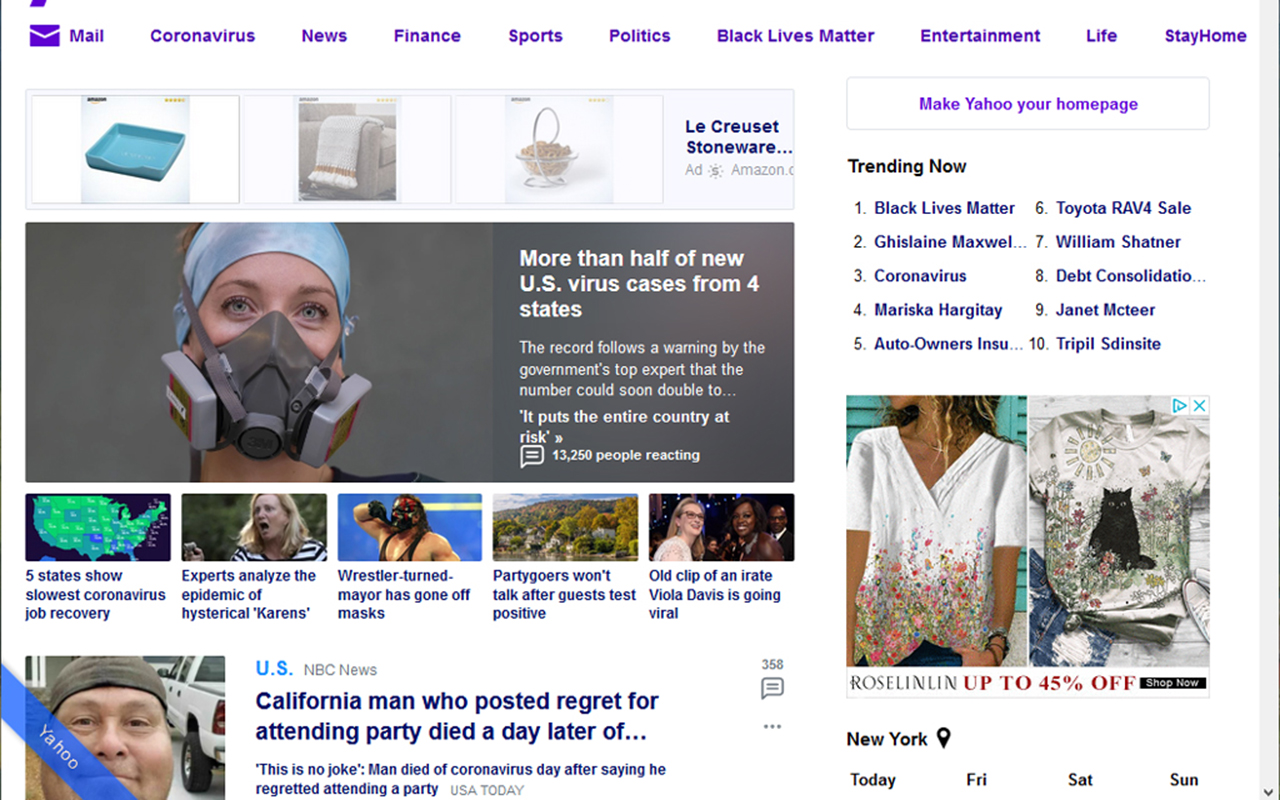 Mail Coronavirus News Finance Sports Politics Black Lives Matter Entertainment Life StayHome
amazon
amazon
amazon
Le Creuset
Stoneware...
Ad Amazon.c
Make Yahoo your homepage
Trending Now
1. Black Lives Matter
2. Ghislaine Maxwel...
3. Coronavirus
4. Mariska Hargitay
5. Auto-Owners Insu...
6. Toyota RAV4 Sale
7. William Shatner
8. Debt Consolidatio...
9. Janet Mcteer
10. Tripil Sdinsite
More than half of new
U.S. virus cases from 4
states
The record follows a warning by the
government's top expert that the
number could soon double to...
'It puts the entire country at
risk' »
13,250 people reacting
3M
5 states show
slowest coronavirus
job recovery
Experts analyze the
epidemic of
hysterical 'Karens'
Wrestler-turned-
mayor has gone off
masks
Partygoers won't
talk after guests test
positive
Old clip of an irate
Viola Davis is going
viral
ROSELINLIN UP TO 45% OFF Shop Now
U.S. NBC News
358
California man who posted regret for
attending party died a day later of...
'This is no joke': Man died of coronavirus day after saying he
regretted attending a party USA TODAY
Yahoo
New York
Today Fri Sat Sun